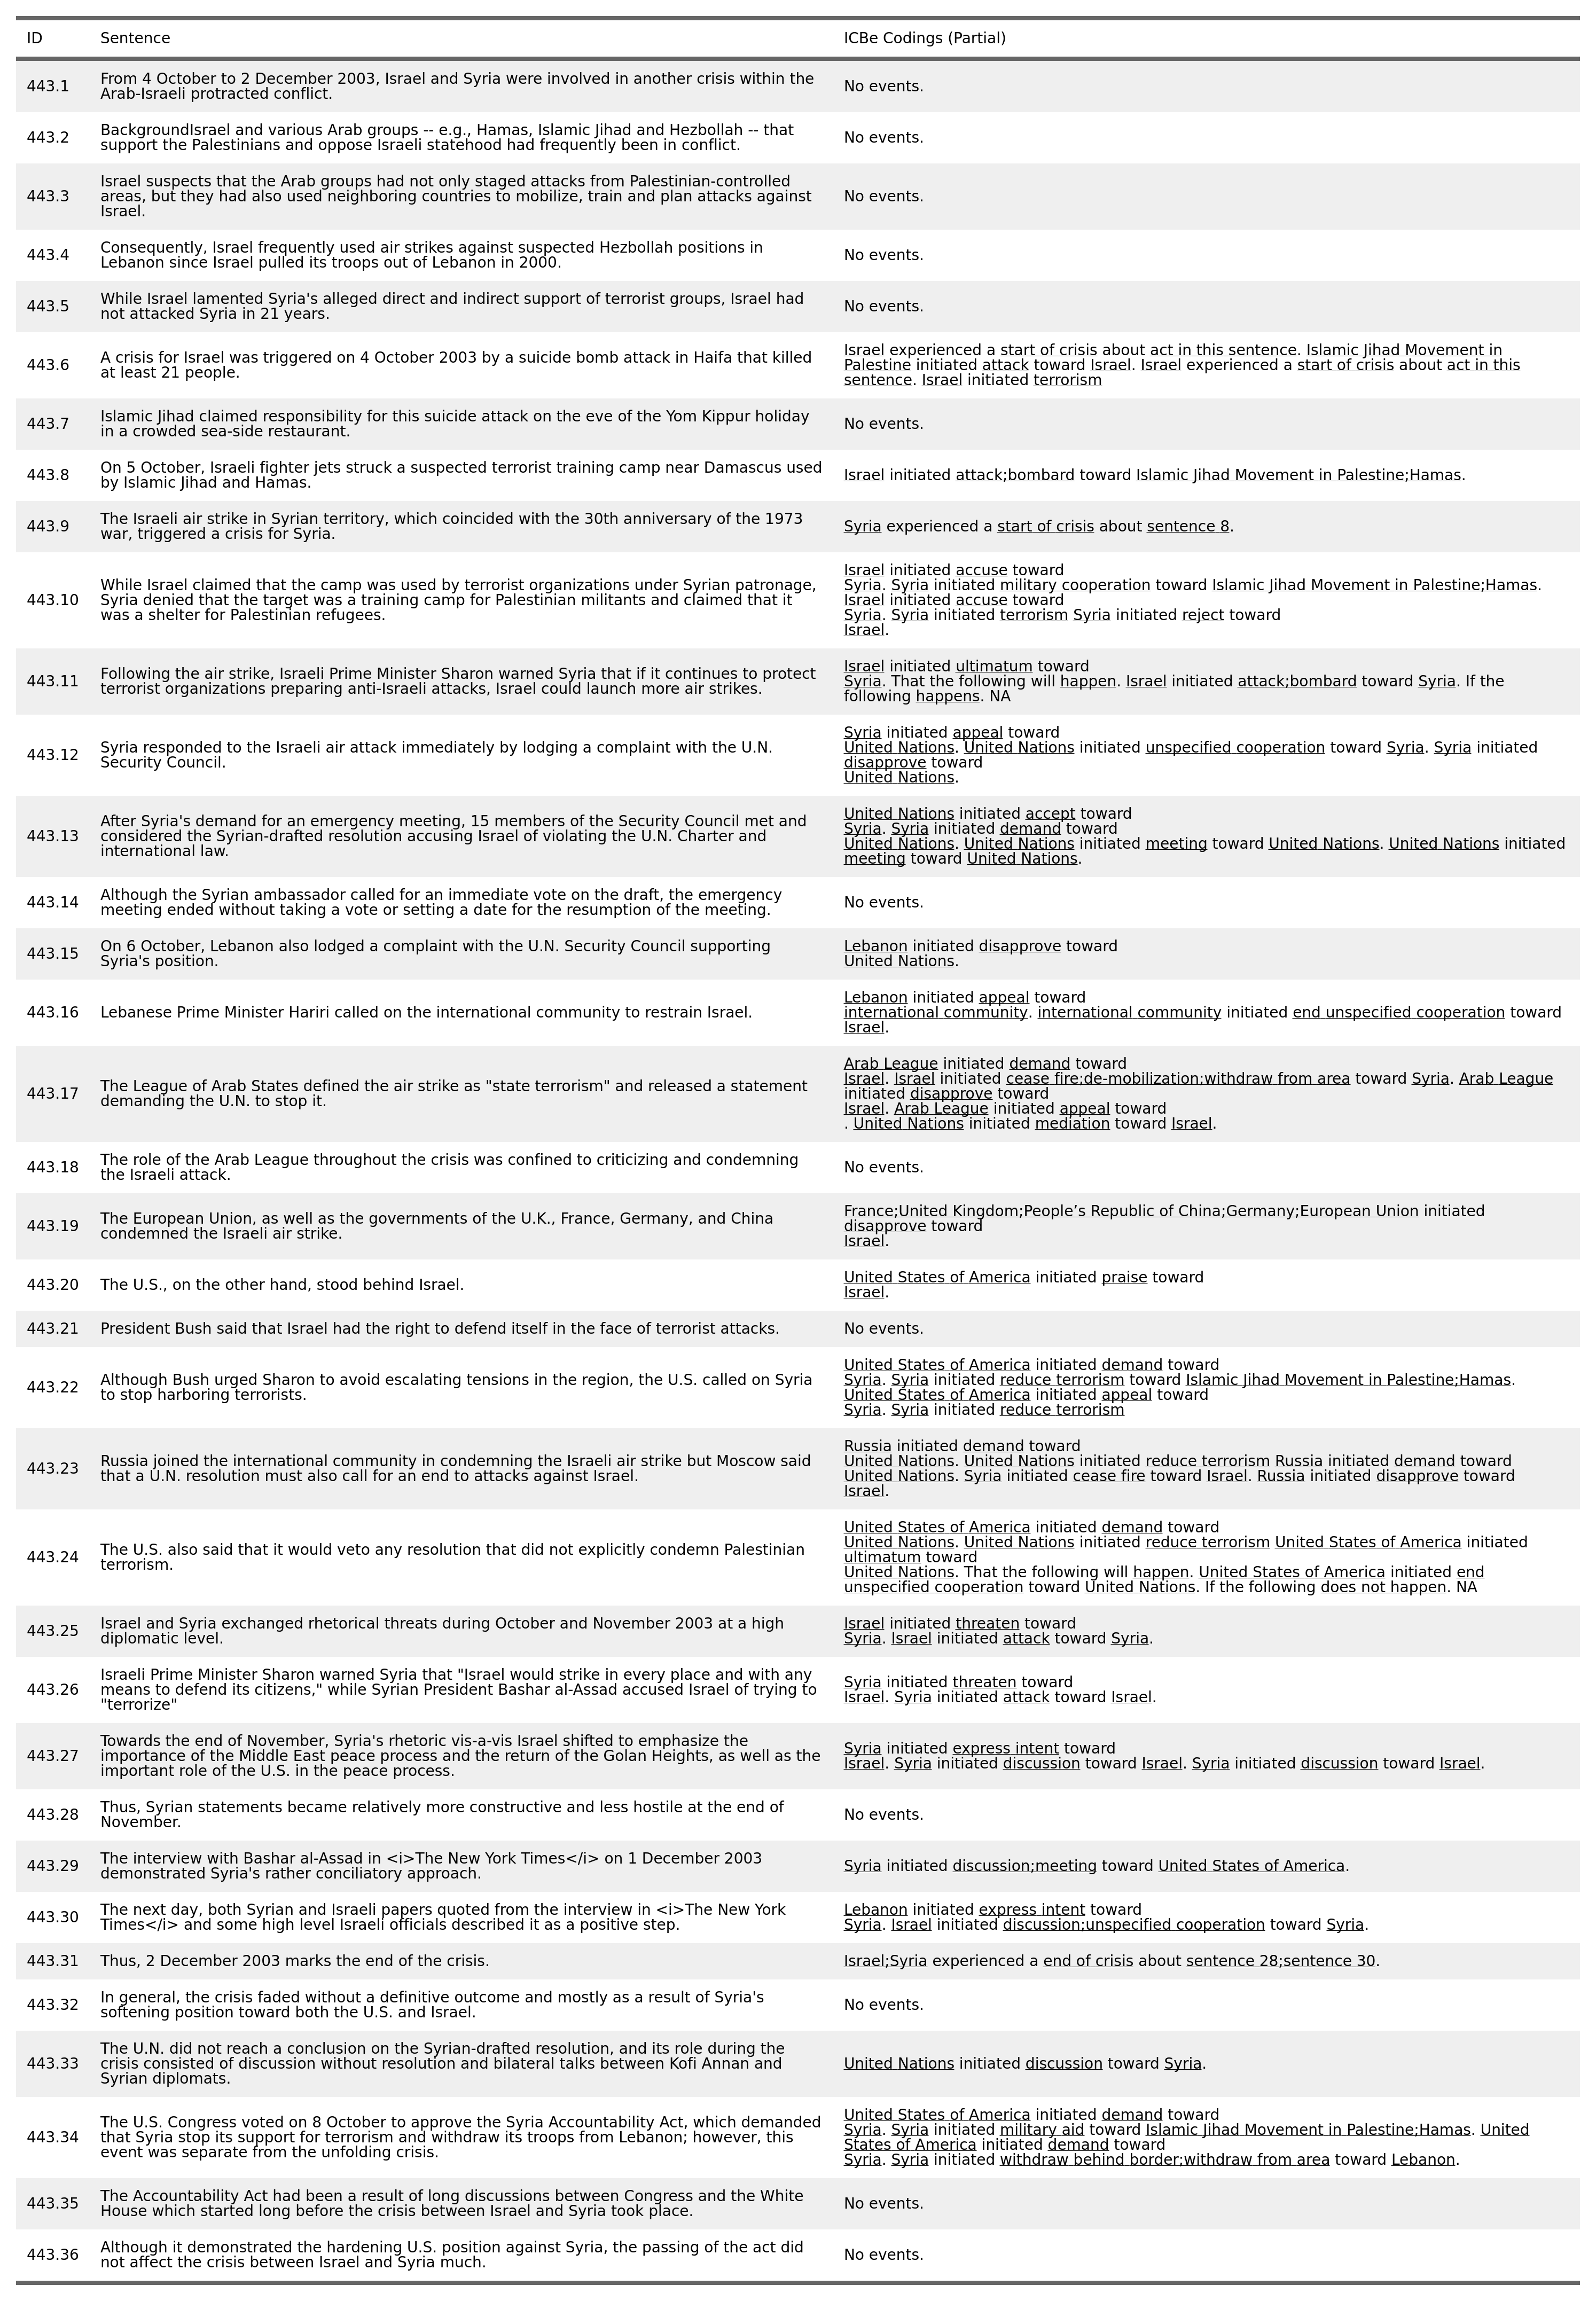 ID Sentence ICBe Codings (Partial)
443.1 From 4 October to 2 December 2003, Israel and Syria were involved in another crisis within the
Arab-Israeli protracted conflict. No events.
443.2 BackgroundIsrael and various Arab groups -- e.g., Hamas, Islamic Jihad and Hezbollah -- that
support the Palestinians and oppose Israeli statehood had frequently been in conflict. No events.
443.3 Israel suspects that the Arab groups had not only staged attacks from Palestinian-controlled
areas, but they had also used neighboring countries to mobilize, train and plan attacks against
Israel. No events.
443.4 Consequently, Israel frequently used air strikes against suspected Hezbollah positions in
Lebanon since Israel pulled its troops out of Lebanon in 2000. No events.
443.5 While Israel lamented Syria's alleged direct and indirect support of terrorist groups, Israel had
not attacked Syria in 21 years. No events.
443.6 A crisis for Israel was triggered on 4 October 2003 by a suicide bomb attack in Haifa that killed
at least 21 people.
Israel experienced a start of crisis about act in this sentence. Islamic Jihad Movement in
Palestine initiated attack toward Israel. Israel experienced a start of crisis about act in this
sentence. Israel initiated terrorism
443.7 Islamic Jihad claimed responsibility for this suicide attack on the eve of the Yom Kippur holiday
in a crowded sea-side restaurant. No events.
443.8 On 5 October, Israeli fighter jets struck a suspected terrorist training camp near Damascus used
by Islamic Jihad and Hamas.
Israel initiated attack;bombard toward Islamic Jihad Movement in Palestine;Hamas.
443.9 The Israeli air strike in Syrian territory, which coincided with the 30th anniversary of the 1973
war, triggered a crisis for Syria.
Syria experienced a start of crisis about sentence 8.
443.10 While Israel claimed that the camp was used by terrorist organizations under Syrian patronage,
Syria denied that the target was a training camp for Palestinian militants and claimed that it
was a shelter for Palestinian refugees.
Israel initiated accuse toward
Syria. Syria initiated military cooperation toward Islamic Jihad Movement in Palestine;Hamas.
Israel initiated accuse toward
Syria. Syria initiated terrorism Syria initiated reject toward
Israel.
443.11 Following the air strike, Israeli Prime Minister Sharon warned Syria that if it continues to protect
terrorist organizations preparing anti-Israeli attacks, Israel could launch more air strikes.
Israel initiated ultimatum toward
Syria. That the following will happen. Israel initiated attack;bombard toward Syria. If the
following happens. NA
443.12 Syria responded to the Israeli air attack immediately by lodging a complaint with the U.N.
Security Council.
Syria initiated appeal toward
United Nations. United Nations initiated unspecified cooperation toward Syria. Syria initiated
disapprove toward
United Nations.
443.13 After Syria's demand for an emergency meeting, 15 members of the Security Council met and
considered the Syrian-drafted resolution accusing Israel of violating the U.N. Charter and
international law.
United Nations initiated accept toward
Syria. Syria initiated demand toward
United Nations. United Nations initiated meeting toward United Nations. United Nations initiated
meeting toward United Nations.
443.14 Although the Syrian ambassador called for an immediate vote on the draft, the emergency
meeting ended without taking a vote or setting a date for the resumption of the meeting. No events.
443.15 On 6 October, Lebanon also lodged a complaint with the U.N. Security Council supporting
Syria's position.
Lebanon initiated disapprove toward
United Nations.
443.16 Lebanese Prime Minister Hariri called on the international community to restrain Israel.
Lebanon initiated appeal toward
international community. international community initiated end unspecified cooperation toward
Israel.
443.17 The League of Arab States defined the air strike as "state terrorism" and released a statement
demanding the U.N. to stop it.
Arab League initiated demand toward
Israel. Israel initiated cease fire;de-mobilization;withdraw from area toward Syria. Arab League
initiated disapprove toward
Israel. Arab League initiated appeal toward
. United Nations initiated mediation toward Israel.
443.18 The role of the Arab League throughout the crisis was confined to criticizing and condemning
the Israeli attack. No events.
443.19 The European Union, as well as the governments of the U.K., France, Germany, and China
condemned the Israeli air strike.
France;United Kingdom;People’s Republic of China;Germany;European Union initiated
disapprove toward
Israel.
443.20 The U.S., on the other hand, stood behind Israel.
United States of America initiated praise toward
Israel.
443.21 President Bush said that Israel had the right to defend itself in the face of terrorist attacks. No events.
443.22 Although Bush urged Sharon to avoid escalating tensions in the region, the U.S. called on Syria
to stop harboring terrorists.
United States of America initiated demand toward
Syria. Syria initiated reduce terrorism toward Islamic Jihad Movement in Palestine;Hamas.
United States of America initiated appeal toward
Syria. Syria initiated reduce terrorism
443.23 Russia joined the international community in condemning the Israeli air strike but Moscow said
that a U.N. resolution must also call for an end to attacks against Israel.
Russia initiated demand toward
United Nations. United Nations initiated reduce terrorism Russia initiated demand toward
United Nations. Syria initiated cease fire toward Israel. Russia initiated disapprove toward
Israel.
443.24 The U.S. also said that it would veto any resolution that did not explicitly condemn Palestinian
terrorism.
United States of America initiated demand toward
United Nations. United Nations initiated reduce terrorism United States of America initiated
ultimatum toward
United Nations. That the following will happen. United States of America initiated end
unspecified cooperation toward United Nations. If the following does not happen. NA
443.25 Israel and Syria exchanged rhetorical threats during October and November 2003 at a high
diplomatic level.
Israel initiated threaten toward
Syria. Israel initiated attack toward Syria.
443.26 Israeli Prime Minister Sharon warned Syria that "Israel would strike in every place and with any
means to defend its citizens," while Syrian President Bashar al-Assad accused Israel of trying to
"terrorize"
Syria initiated threaten toward
Israel. Syria initiated attack toward Israel.
443.27 Towards the end of November, Syria's rhetoric vis-a-vis Israel shifted to emphasize the
importance of the Middle East peace process and the return of the Golan Heights, as well as the
important role of the U.S. in the peace process.
Syria initiated express intent toward
Israel. Syria initiated discussion toward Israel. Syria initiated discussion toward Israel.
443.28 Thus, Syrian statements became relatively more constructive and less hostile at the end of
November. No events.
443.29 The interview with Bashar al-Assad in <i>The New York Times</i> on 1 December 2003
demonstrated Syria's rather conciliatory approach.
Syria initiated discussion;meeting toward United States of America.
443.30 The next day, both Syrian and Israeli papers quoted from the interview in <i>The New York
Times</i> and some high level Israeli officials described it as a positive step.
Lebanon initiated express intent toward
Syria. Israel initiated discussion;unspecified cooperation toward Syria.
443.31 Thus, 2 December 2003 marks the end of the crisis. Israel;Syria experienced a end of crisis about sentence 28;sentence 30.
443.32 In general, the crisis faded without a definitive outcome and mostly as a result of Syria's
softening position toward both the U.S. and Israel. No events.
443.33 The U.N. did not reach a conclusion on the Syrian-drafted resolution, and its role during the
crisis consisted of discussion without resolution and bilateral talks between Kofi Annan and
Syrian diplomats.
United Nations initiated discussion toward Syria.
443.34 The U.S. Congress voted on 8 October to approve the Syria Accountability Act, which demanded
that Syria stop its support for terrorism and withdraw its troops from Lebanon; however, this
event was separate from the unfolding crisis.
United States of America initiated demand toward
Syria. Syria initiated military aid toward Islamic Jihad Movement in Palestine;Hamas. United
States of America initiated demand toward
Syria. Syria initiated withdraw behind border;withdraw from area toward Lebanon.
443.35 The Accountability Act had been a result of long discussions between Congress and the White
House which started long before the crisis between Israel and Syria took place. No events.
443.36 Although it demonstrated the hardening U.S. position against Syria, the passing of the act did
not affect the crisis between Israel and Syria much. No events.